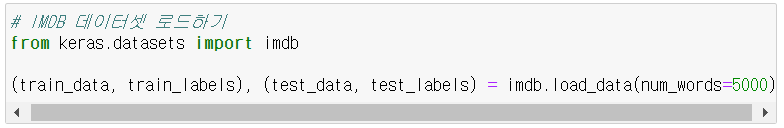 # IMDB 데이터셋 로드하기
from keras.datasets import imdb
(train_data, train_labels), (test_data, test_labels) = imdb.load_data(num_words=5000)